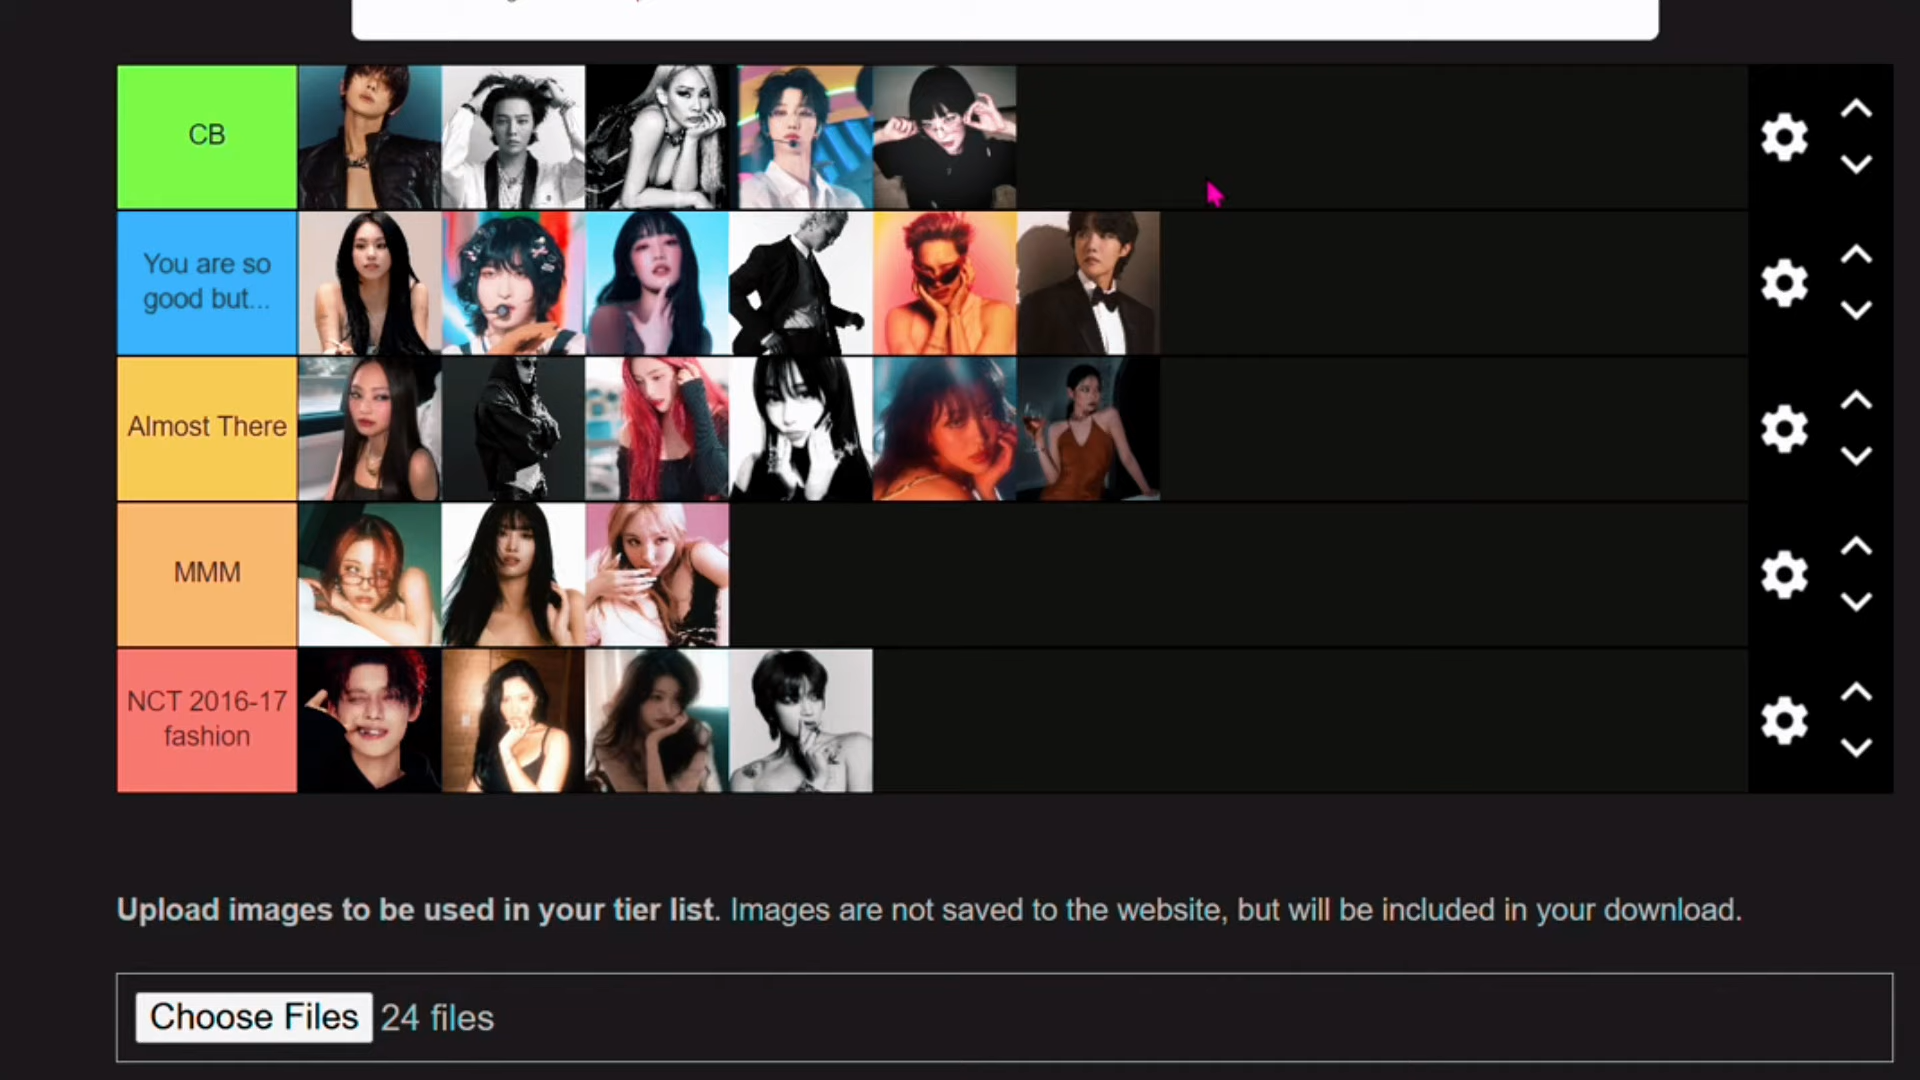 CB
You are so
good but...
Almost There
MMM
NCT 2016-17
fashion
Upload images to be used in your tier list. Images are not saved to the website, but will be included in your download.
Choose Files 24 files